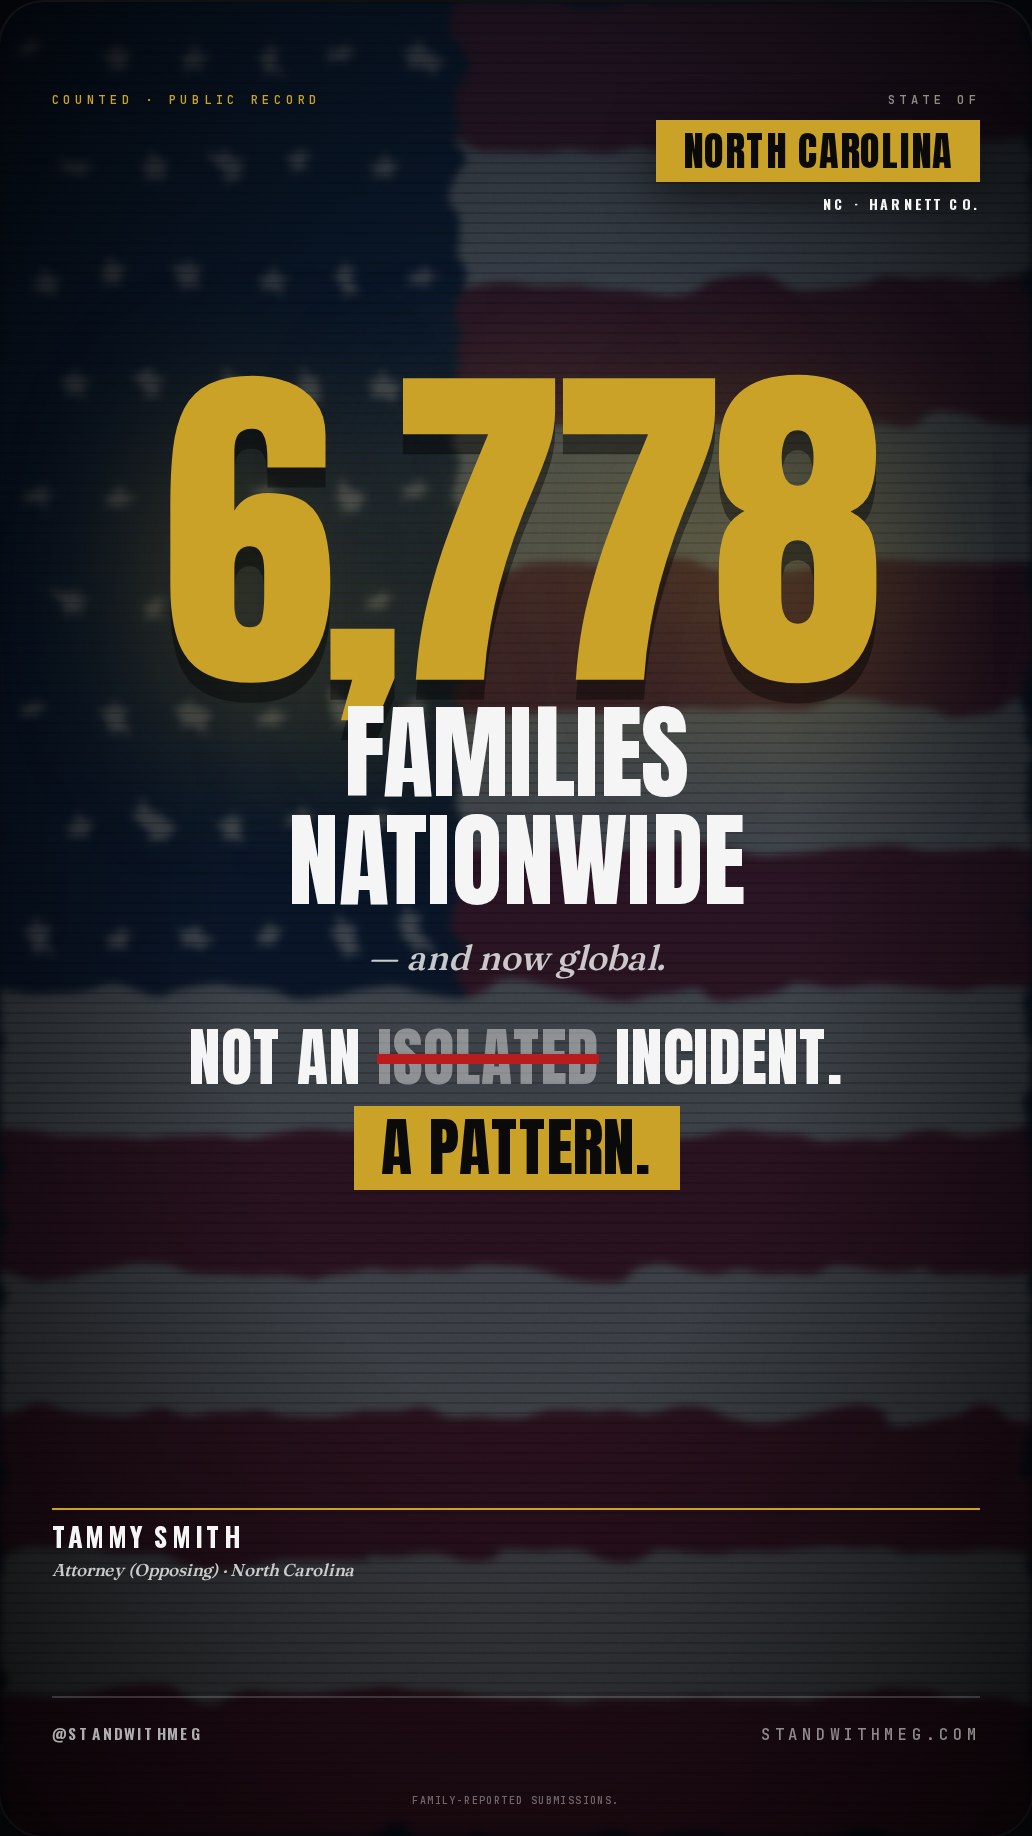 COUNTED · PUBLIC RECORD
STATE OF
NORTH CAROLINA
NC · HARNETT CO.
6,778
FAMILIES
NATIONWIDE
— and now global.
NOT AN ISOLATED INCIDENT.
A PATTERN.
TAMMY SMITH
Attorney (Opposing) · North Carolina
@STANDWITHMEG
STANDWITHMEG.COM
FAMILY-REPORTED SUBMISSIONS.